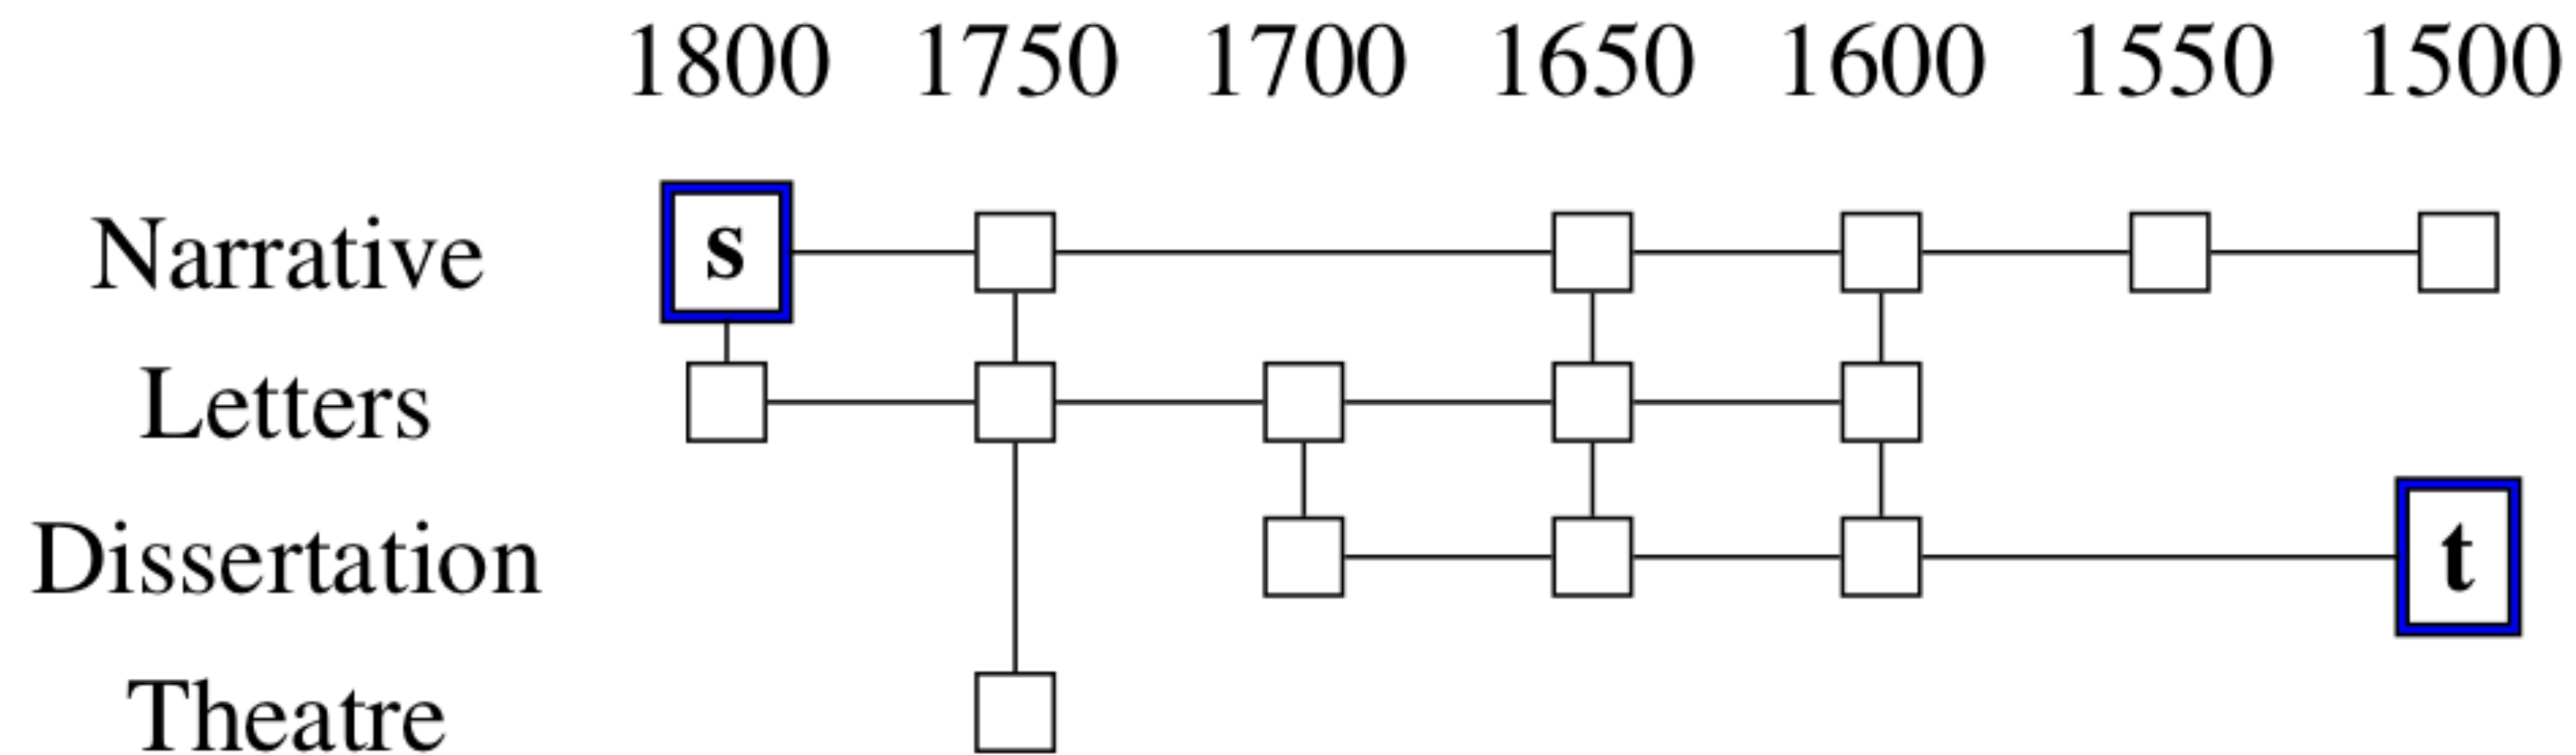 1800 1750 1700 1650 1600 1550 1500
Narrative s
Letters
Dissertation t
Theatre